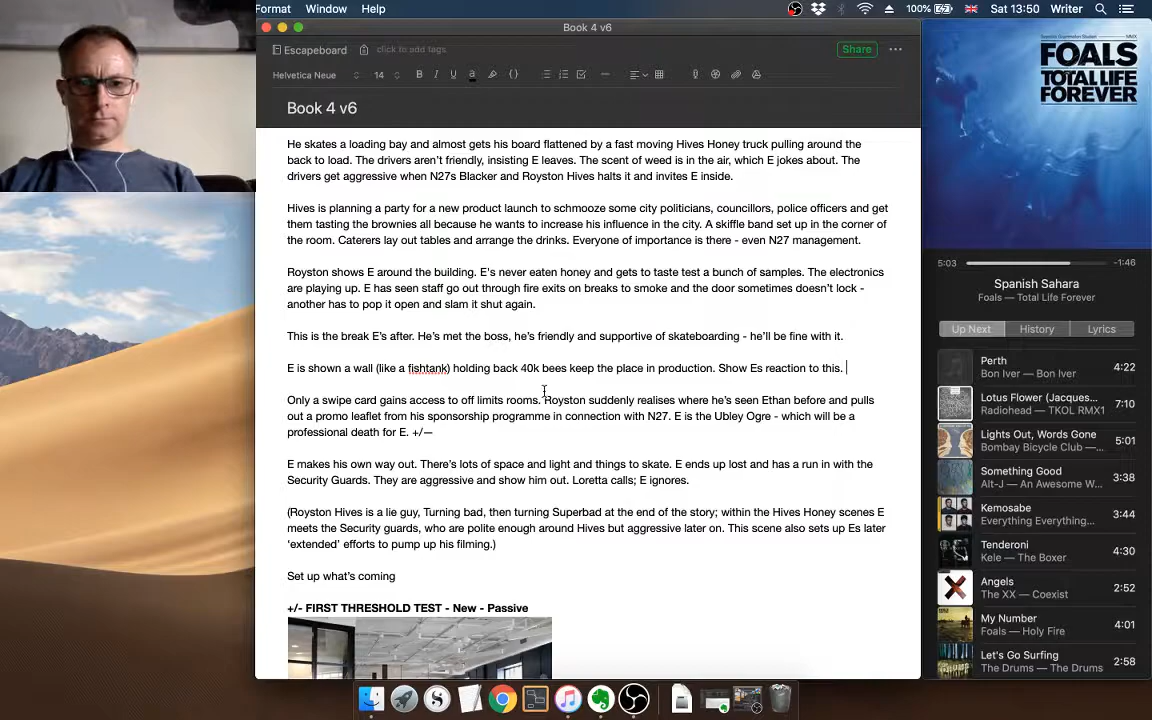 Format Window Help
100% Sat 13:50 Writer
Book 4 v6
Escapeboard click to add tags Share
Helvetica Neue 14 B I U a
Book 4 v6
He skates a loading bay and almost gets his board flattened by a fast moving Hives Honey truck pulling around the
back to load. The drivers aren't friendly, insisting E leaves. The scent of weed is in the air, which E jokes about. The
drivers get aggressive when N27s Blacker and Royston Hives halts it and invites E inside.
Hives is planning a party for a new product launch to schmooze some city politicians, councillors, police officers and get
them tasting the brownies all because he wants to increase his influence in the city. A skiffle band set up in the corner of
the room. Caterers lay out tables and arrange the drinks. Everyone of importance is there - even N27 management.
Royston shows E around the building. E's never eaten honey and gets to taste test a bunch of samples. The electronics
are playing up. E has seen staff go out through fire exits on breaks to smoke and the door sometimes doesn't lock -
another has to pop it open and slam it shut again.
This is the break E's after. He's met the boss, he's friendly and supportive of skateboarding - he'll be fine with it.
E is shown a wall (like a fishtank) holding back 40k bees keep the place in production. Show Es reaction to this.
Only a swipe card gains access to off limits rooms. Royston suddenly realises where he's seen Ethan before and pulls
out a promo leaflet from his sponsorship programme in connection with N27. E is the Ubley Ogre - which will be a
professional death for E. +/—
E makes his own way out. There's lots of space and light and things to skate. E ends up lost and has a run in with the
Security Guards. They are aggressive and show him out. Loretta calls; E ignores.
(Royston Hives is a lie guy, Turning bad, then turning Superbad at the end of the story; within the Hives Honey scenes E
meets the Security guards, who are polite enough around Hives but aggressive later on. This scene also sets up Es later
'extended' efforts to pump up his filming.)
Set up what's coming
+/- FIRST THRESHOLD TEST - New - Passive
FOALS
TOTAL LIFE
FOREVER
5:03 -1:46
Spanish Sahara
Foals — Total Life Forever
Up Next History Lyrics
Perth
Bon Iver — Bon Iver 4:22
Lotus Flower (Jacques...
Radiohead — TKOL RMX1 7:10
Lights Out, Words Gone
Bombay Bicycle Club —... 5:01
Something Good
Alt-J — An Awesome W... 3:38
Kemosabe
Everything Everything... 3:44
Tenderoni
Kele — The Boxer 4:30
Angels
The XX — Coexist 2:52
My Number
Foals — Holy Fire 4:01
Let's Go Surfing
The Drums — The Drums 2:58